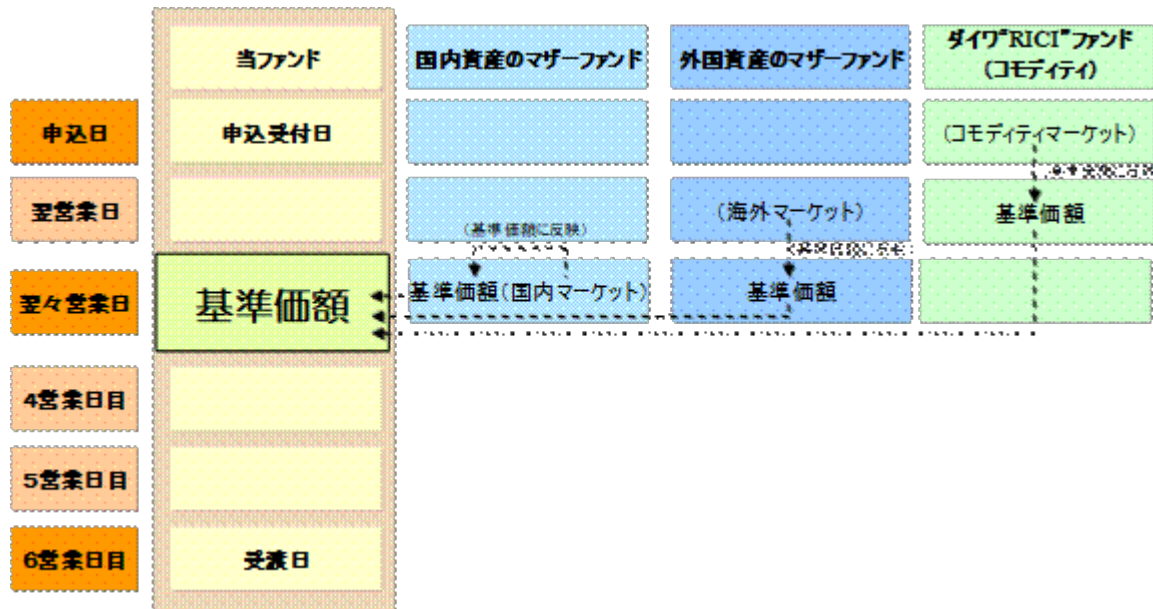 当ファンド
国内資産のマザーファンド
外国資産のマザーファンド
ダイワ"RICI"ファンド
(コモディティ)
申込日
申込受付日
(コモディティマーケット)
翌営業日
(基準価額に反映)
(海外マーケット)
基準価額
翌々営業日
基準価額
基準価額(国内マーケット)
基準価額
4営業日目
5営業日目
6営業日目
受渡日